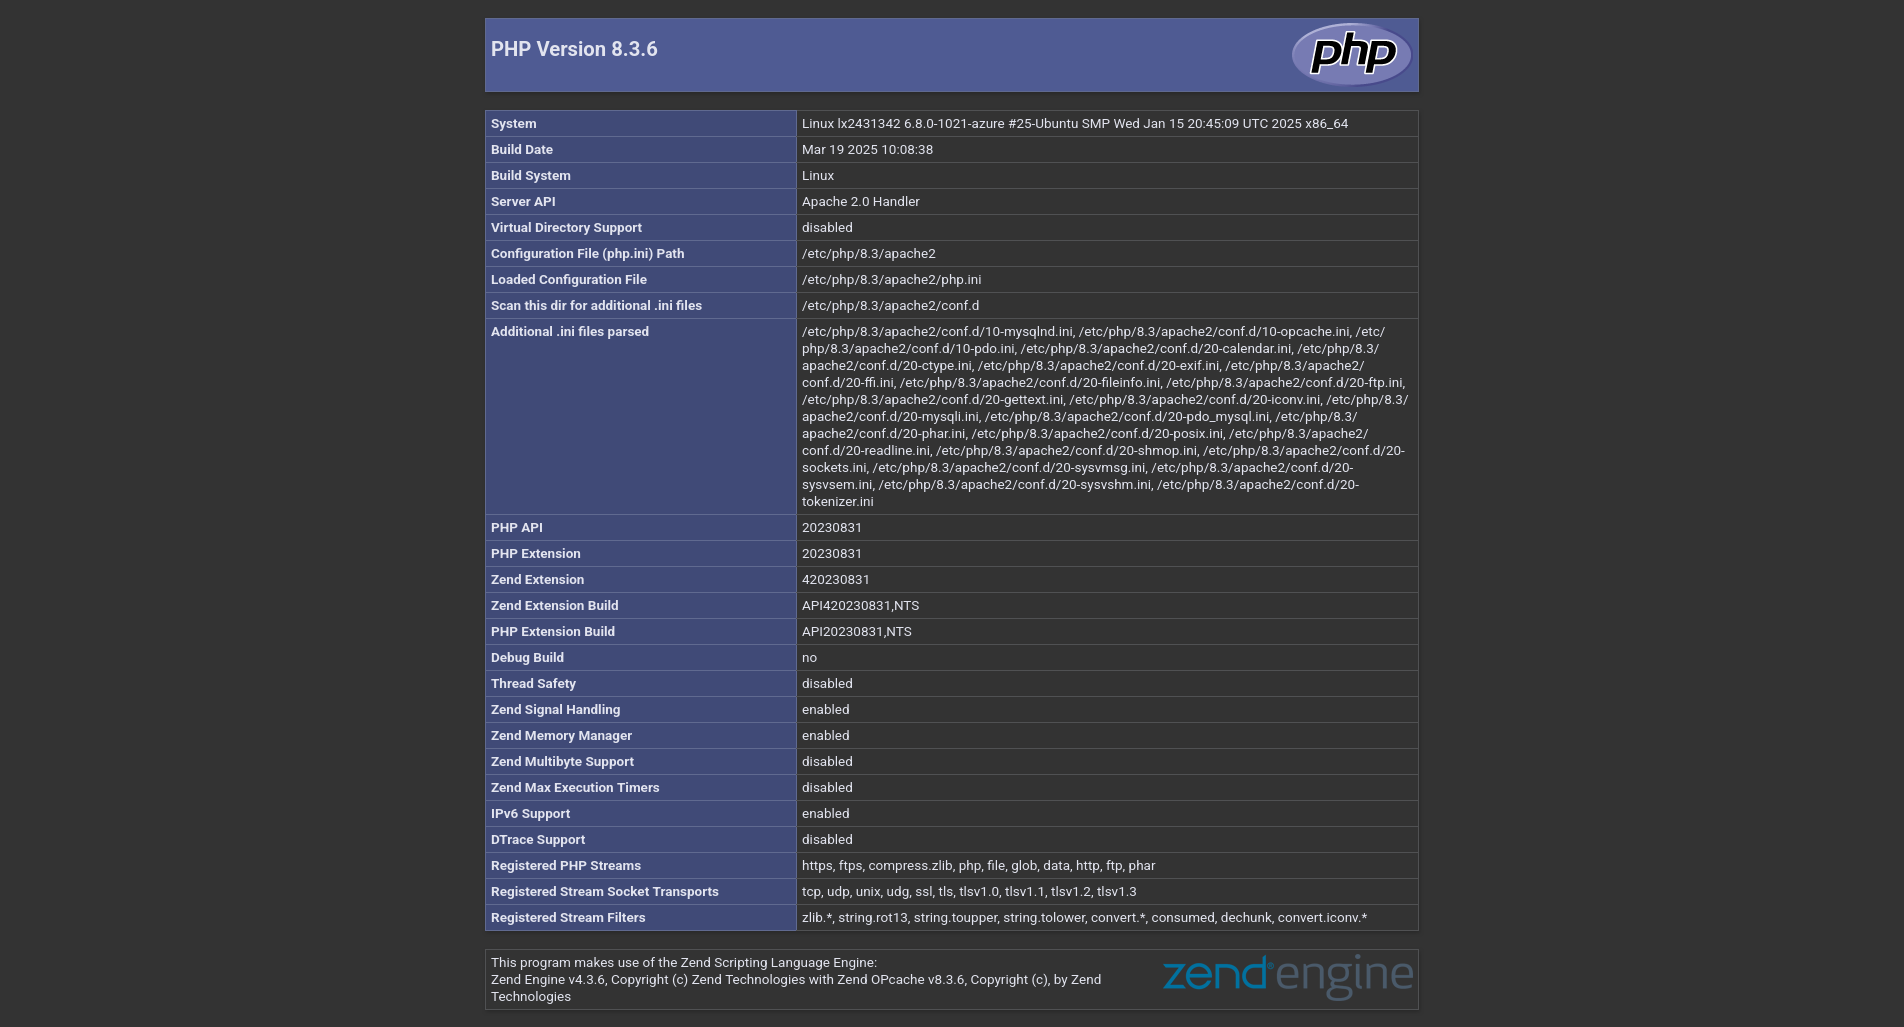 PHP Version 8.3.6
php
System Linux lx2431342 6.8.0-1021-azure #25-Ubuntu SMP Wed Jan 15 20:45:09 UTC 2025 x86_64
Build Date Mar 19 2025 10:08:38
Build System Linux
Server API Apache 2.0 Handler
Virtual Directory Support disabled
Configuration File (php.ini) Path /etc/php/8.3/apache2
Loaded Configuration File /etc/php/8.3/apache2/php.ini
Scan this dir for additional .ini files /etc/php/8.3/apache2/conf.d
Additional .ini files parsed /etc/php/8.3/apache2/conf.d/10-mysqlnd.ini, /etc/php/8.3/apache2/conf.d/10-opcache.ini, /etc/
php/8.3/apache2/conf.d/10-pdo.ini, /etc/php/8.3/apache2/conf.d/20-calendar.ini, /etc/php/8.3/
apache2/conf.d/20-ctype.ini, /etc/php/8.3/apache2/conf.d/20-exif.ini, /etc/php/8.3/apache2/
conf.d/20-ffi.ini, /etc/php/8.3/apache2/conf.d/20-fileinfo.ini, /etc/php/8.3/apache2/conf.d/20-ftp.ini,
/etc/php/8.3/apache2/conf.d/20-gettext.ini, /etc/php/8.3/apache2/conf.d/20-iconv.ini, /etc/php/8.3/
apache2/conf.d/20-mysqli.ini, /etc/php/8.3/apache2/conf.d/20-pdo_mysql.ini, /etc/php/8.3/
apache2/conf.d/20-phar.ini, /etc/php/8.3/apache2/conf.d/20-posix.ini, /etc/php/8.3/apache2/
conf.d/20-readline.ini, /etc/php/8.3/apache2/conf.d/20-shmop.ini, /etc/php/8.3/apache2/conf.d/20-
sockets.ini, /etc/php/8.3/apache2/conf.d/20-sysvmsg.ini, /etc/php/8.3/apache2/conf.d/20-
sysvsem.ini, /etc/php/8.3/apache2/conf.d/20-sysvshm.ini, /etc/php/8.3/apache2/conf.d/20-
tokenizer.ini
PHP API 20230831
PHP Extension 20230831
Zend Extension 420230831
Zend Extension Build API420230831,NTS
PHP Extension Build API20230831,NTS
Debug Build no
Thread Safety disabled
Zend Signal Handling enabled
Zend Memory Manager enabled
Zend Multibyte Support disabled
Zend Max Execution Timers disabled
IPv6 Support enabled
DTrace Support disabled
Registered PHP Streams https, ftps, compress.zlib, php, file, glob, data, http, ftp, phar
Registered Stream Socket Transports tcp, udp, unix, udg, ssl, tls, tlsv1.0, tlsv1.1, tlsv1.2, tlsv1.3
Registered Stream Filters zlib.*, string.rot13, string.toupper, string.tolower, convert.*, consumed, dechunk, convert.iconv.*
This program makes use of the Zend Scripting Language Engine:
Zend Engine v4.3.6, Copyright (c) Zend Technologies with Zend OPcache v8.3.6, Copyright (c), by Zend
Technologies
zend®engine